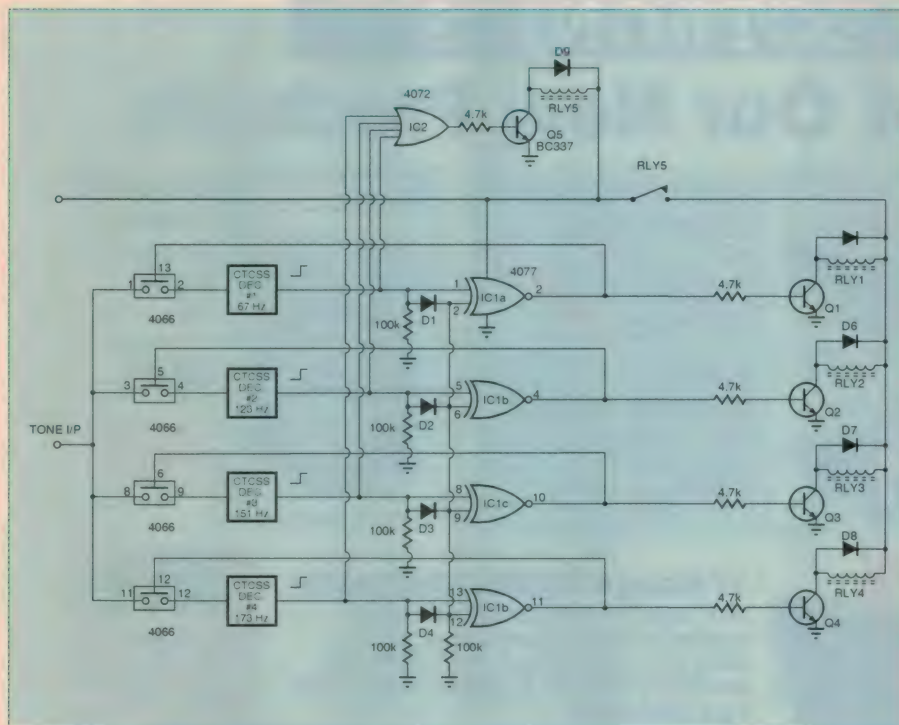 D9
4072
RLY5
IC2
4.7k
Q5
BC337
RLY5
13
1
2
CTCSS
DEC.
#1
67 Hz
4066
1
2
IC1a
4077
2
4.7k
RLY1
Q1
100k
D1
5
3
4
CTCSS
DEC.
#2
Hz
4066
5
6
IC1b
4
4.7k
D6
RLY2
Q2
100k
D2
TONE I/P
6
8
9
CTCSS
DEC.
#3
151 Hz
4066
8
9
IC1c
10
4.7k
D7
RLY3
Q3
100k
D3
12
11
12
CTCSS
DEC.
#4
173 Hz
4066
13
12
IC1b
11
4.7k
D8
RLY4
Q4
100k
D4
100k